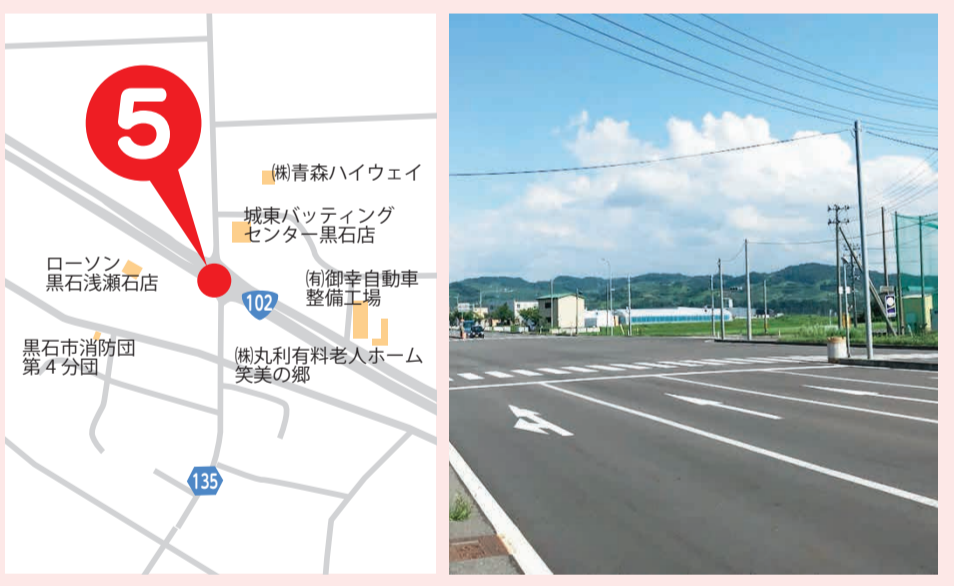 5
㈱青森ハイウェイ
城東バッティング
センター黒石店
ローソン
黒石浅瀬石店
㈲御幸自動車
整備工場
102
黒石市消防団
第4分団
㈱丸利有料老人ホーム
笑美の郷
135